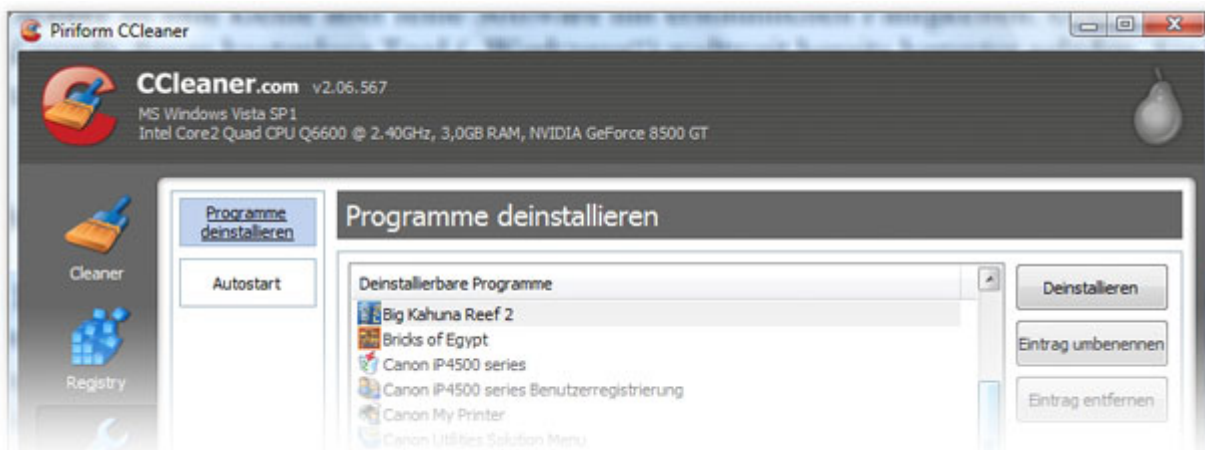 Piriform CCleaner
CCleaner.com v2.06.567
MS Windows Vista SP1
Intel Core2 Quad CPU Q6600 @ 2.40GHz, 3,0GB RAM, NVIDIA GeForce 8500 GT
Cleaner
Registry
Programme
deinstallieren
Autostart
Programme deinstallieren
Deinstallierbare Programme
Big Kahuna Reef 2
Bricks of Egypt
Canon iP4500 series
Canon iP4500 series Benutzerregistrierung
Canon My Printer
Canon Utilities Solution Menu
Deinstallieren
Eintrag umbenennen
Eintrag entfernen